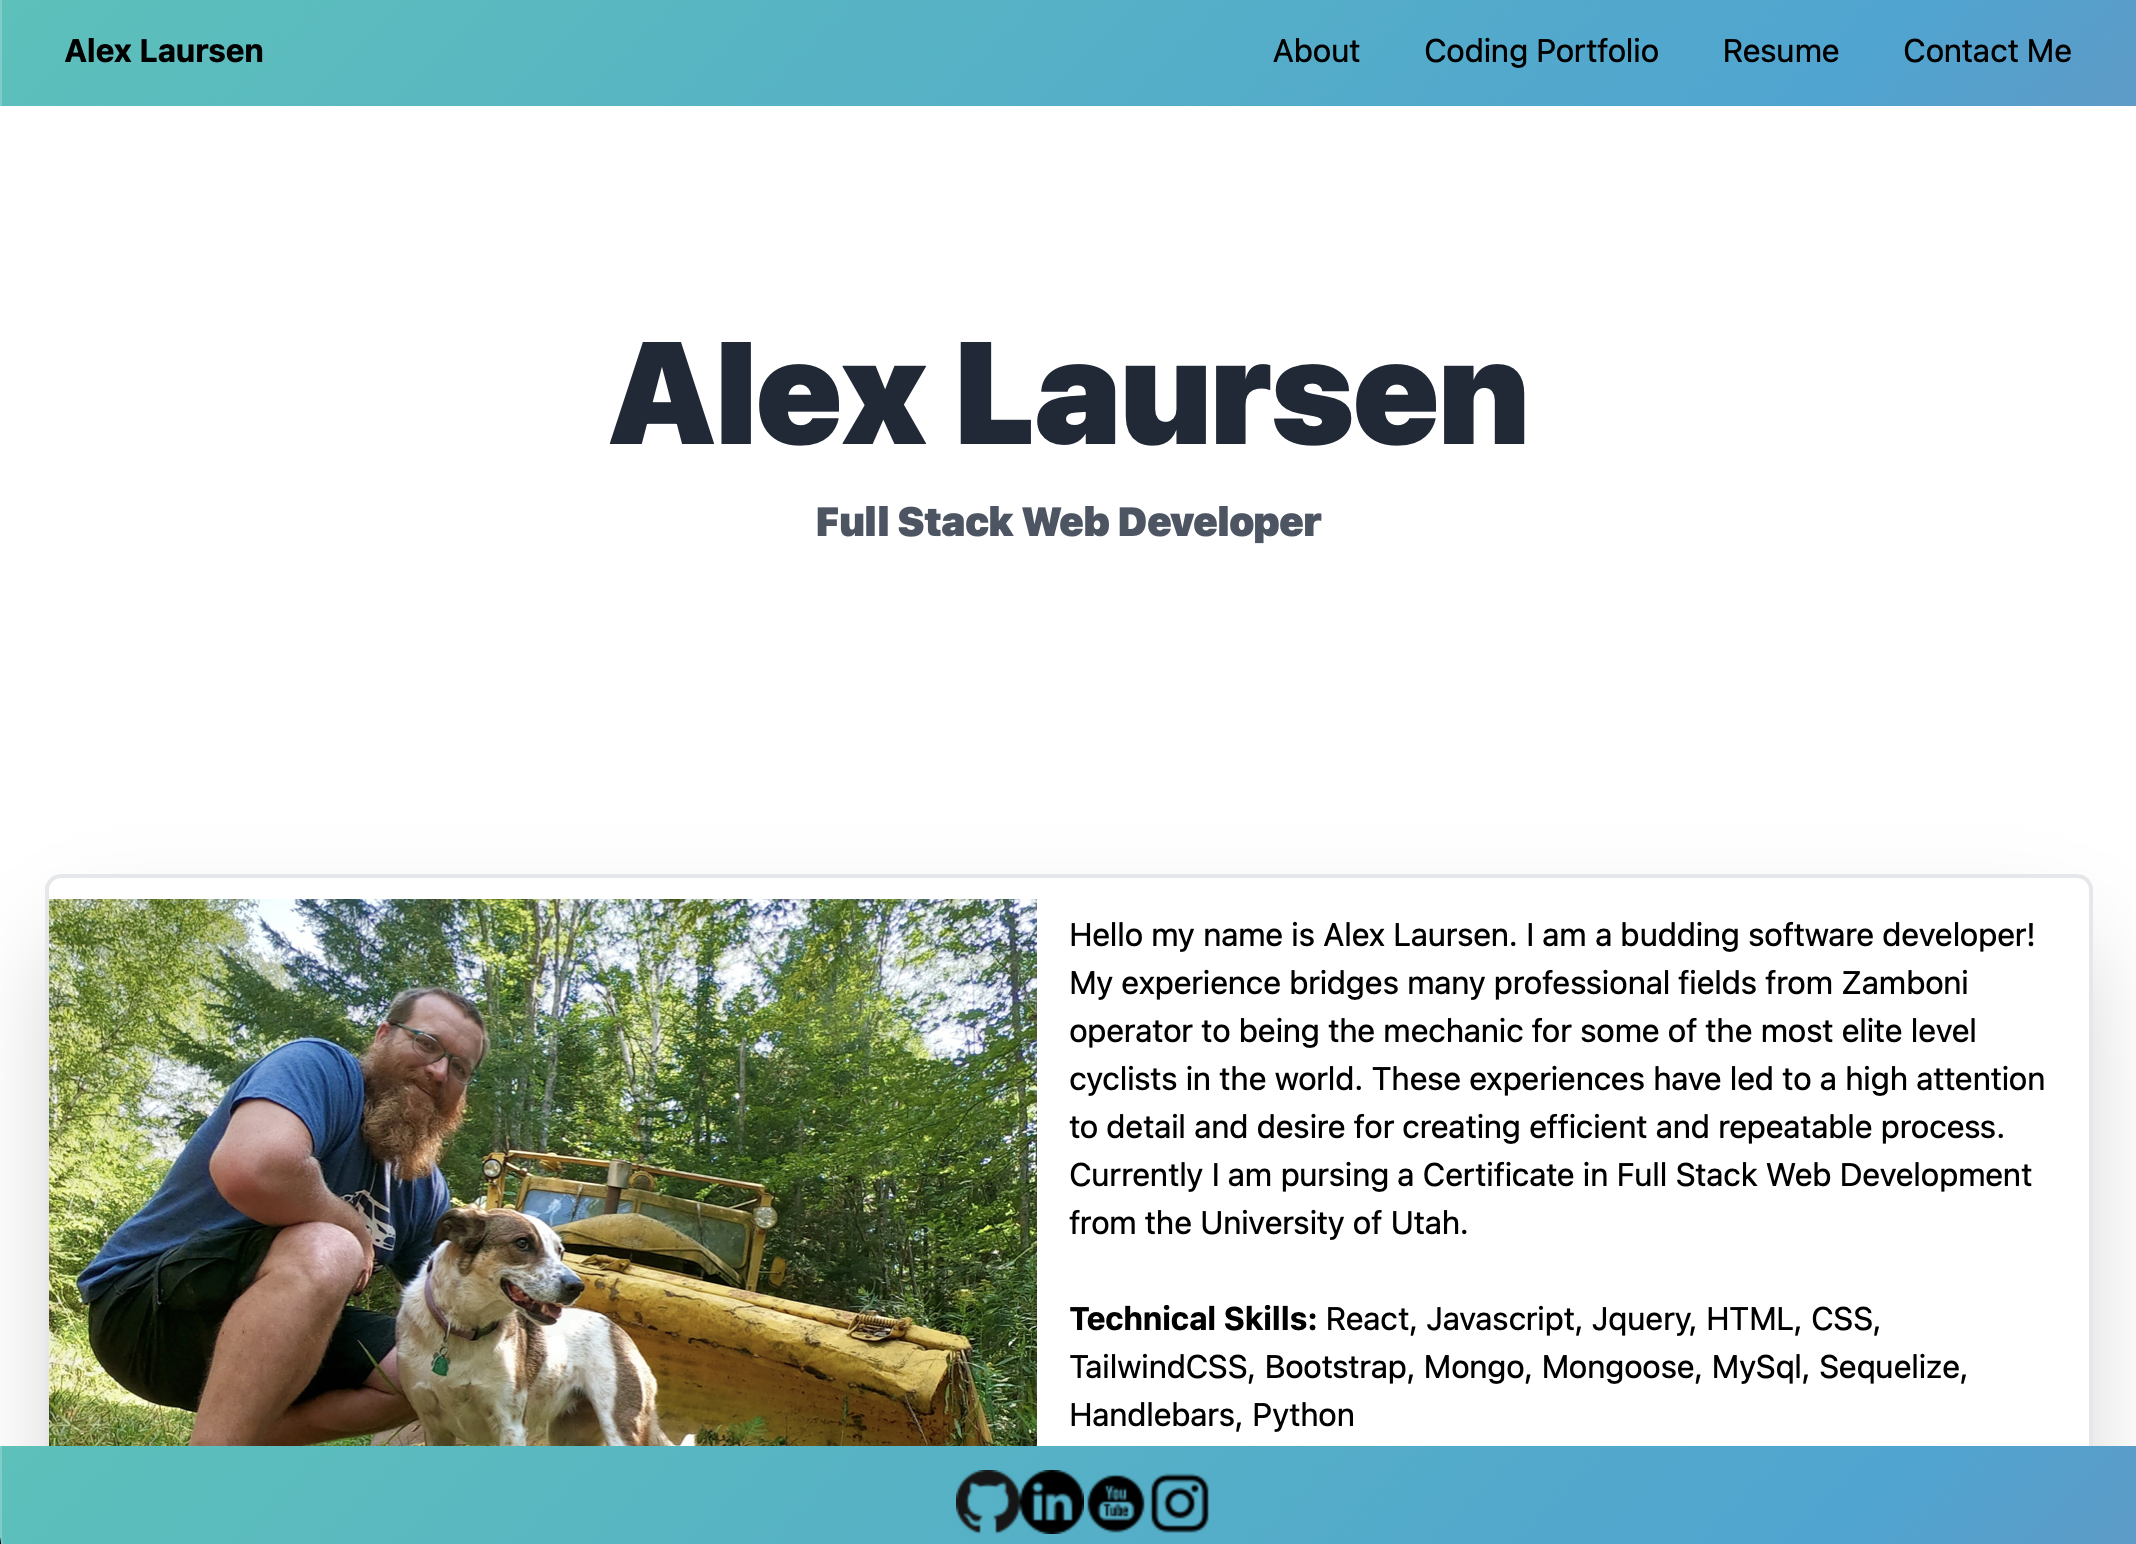 Alex Laursen
About Coding Portfolio Resume Contact Me
Alex Laursen
Full Stack Web Developer
Hello my name is Alex Laursen. I am a budding software developer!
My experience bridges many professional fields from Zamboni
operator to being the mechanic for some of the most elite level
cyclists in the world. These experiences have led to a high attention
to detail and desire for creating efficient and repeatable process.
Currently I am pursing a Certificate in Full Stack Web Development
from the University of Utah.
Technical Skills: React, Javascript, Jquery, HTML, CSS,
TailwindCSS, Bootstrap, Mongo, Mongoose, MySql, Sequelize,
Handlebars, Python
in
You
Tube